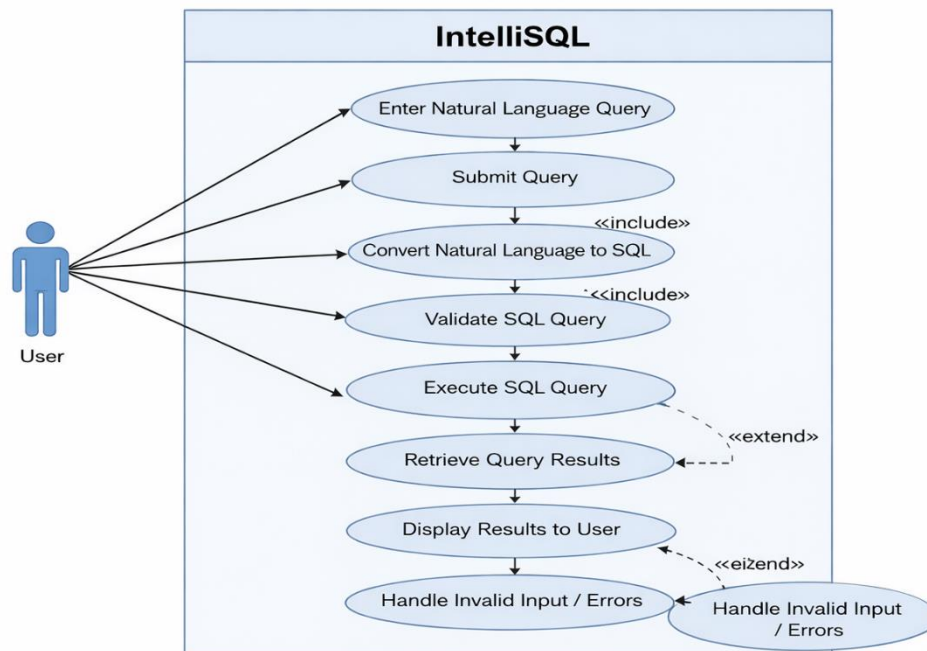 IntelliSQL
Enter Natural Language Query
Submit Query
«include»
Convert Natural Language to SQL
«include»
Validate SQL Query
User
Execute SQL Query
«extend»
Retrieve Query Results
Display Results to User
«eizend»
Handle Invalid Input / Errors
Handle Invalid Input
/ Errors